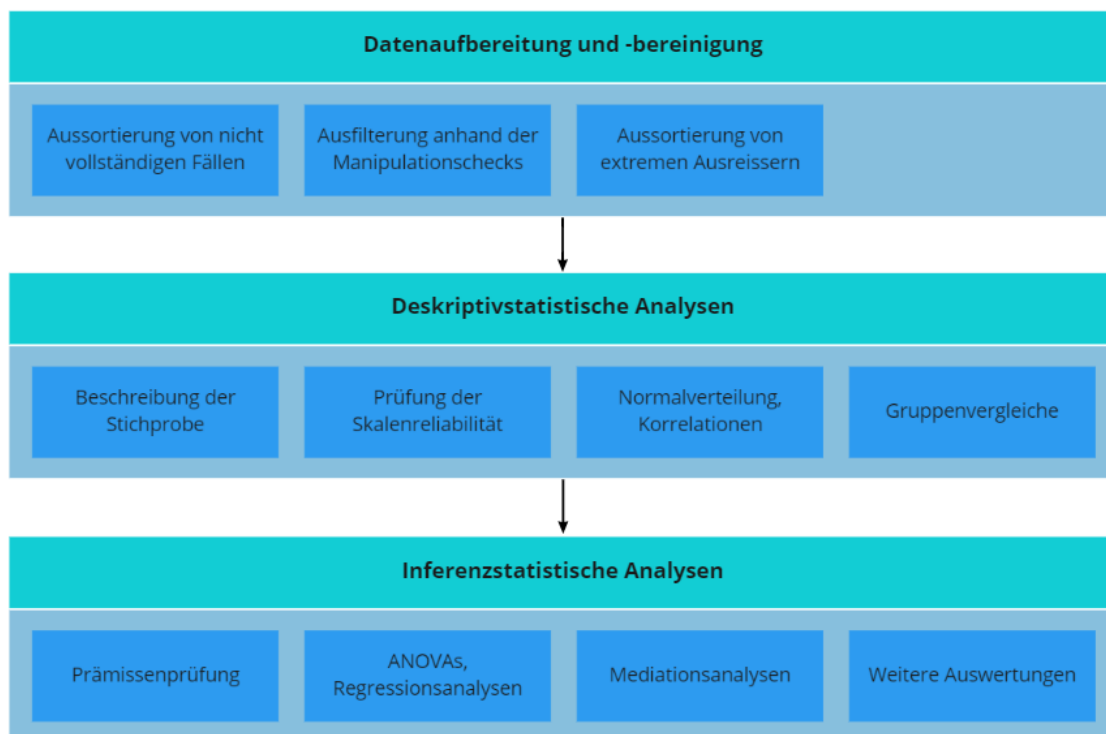 Datenaufbereitung und -bereinigung
Aussortierung von nicht
vollständigen Fällen
Ausfilterung anhand der
Manipulationschecks
Aussortierung von
extremen Ausreissern
Deskriptivstatistische Analysen
Beschreibung der
Stichprobe
Prüfung der
Skalenreliabilität
Normalverteilung,
Korrelationen
Gruppenvergleiche
Inferenzstatistische Analysen
Prämissenprüfung
ANOVAs,
Regressionsanalysen
Mediationsanalysen
Weitere Auswertungen